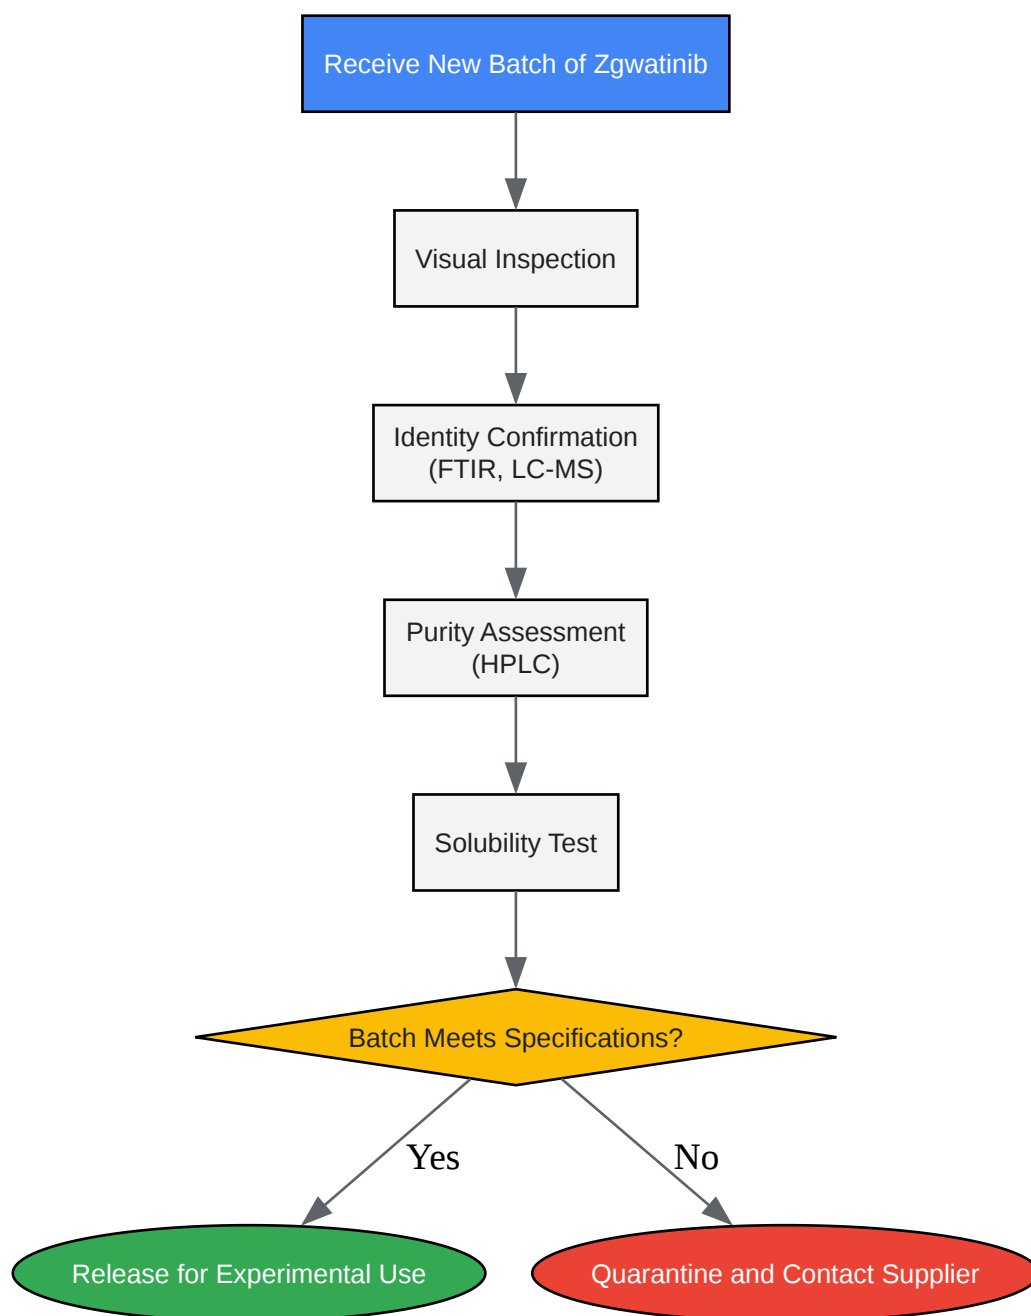 Receive New Batch of Zgwatinib
Visual Inspection
Identity Confirmation
(FTIR, LC-MS)
Purity Assessment
(HPLC)
Solubility Test
Batch Meets Specifications?
Yes
No
Release for Experimental Use
Quarantine and Contact Supplier